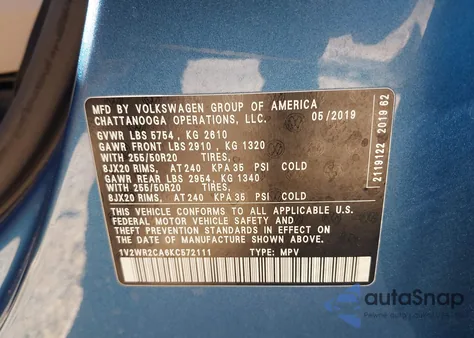 MFD BY VOLKSWAGEN GROUP OF AMERICA
CHATTANOOGA OPERATIONS, LLC. 05/2019
GVWR LBS 5754, KG 2610
GAWR FRONT LBS 2910, KG 1320
WITH 255/50R20 TIRES,
8JX20 RIMS, AT 240 KPA 35 PSI COLD
GAWR REAR LBS 2954, KG 1340
WITH 255/50R20 TIRES,
8JX20 RIMS, AT 240 KPA 35 PSI COLD
THIS VEHICLE CONFORMS TO ALL APPLICABLE U.S.
FEDERAL MOTOR VEHICLE SAFETY AND
THEFT PREVENTION STANDARDS IN EFFECT ON
THE DATE OF MANUFACTURE SHOWN ABOVE.
1V2WR2CA6KC572111 TYPE: MPV
2119122 2019 62
autoSnap